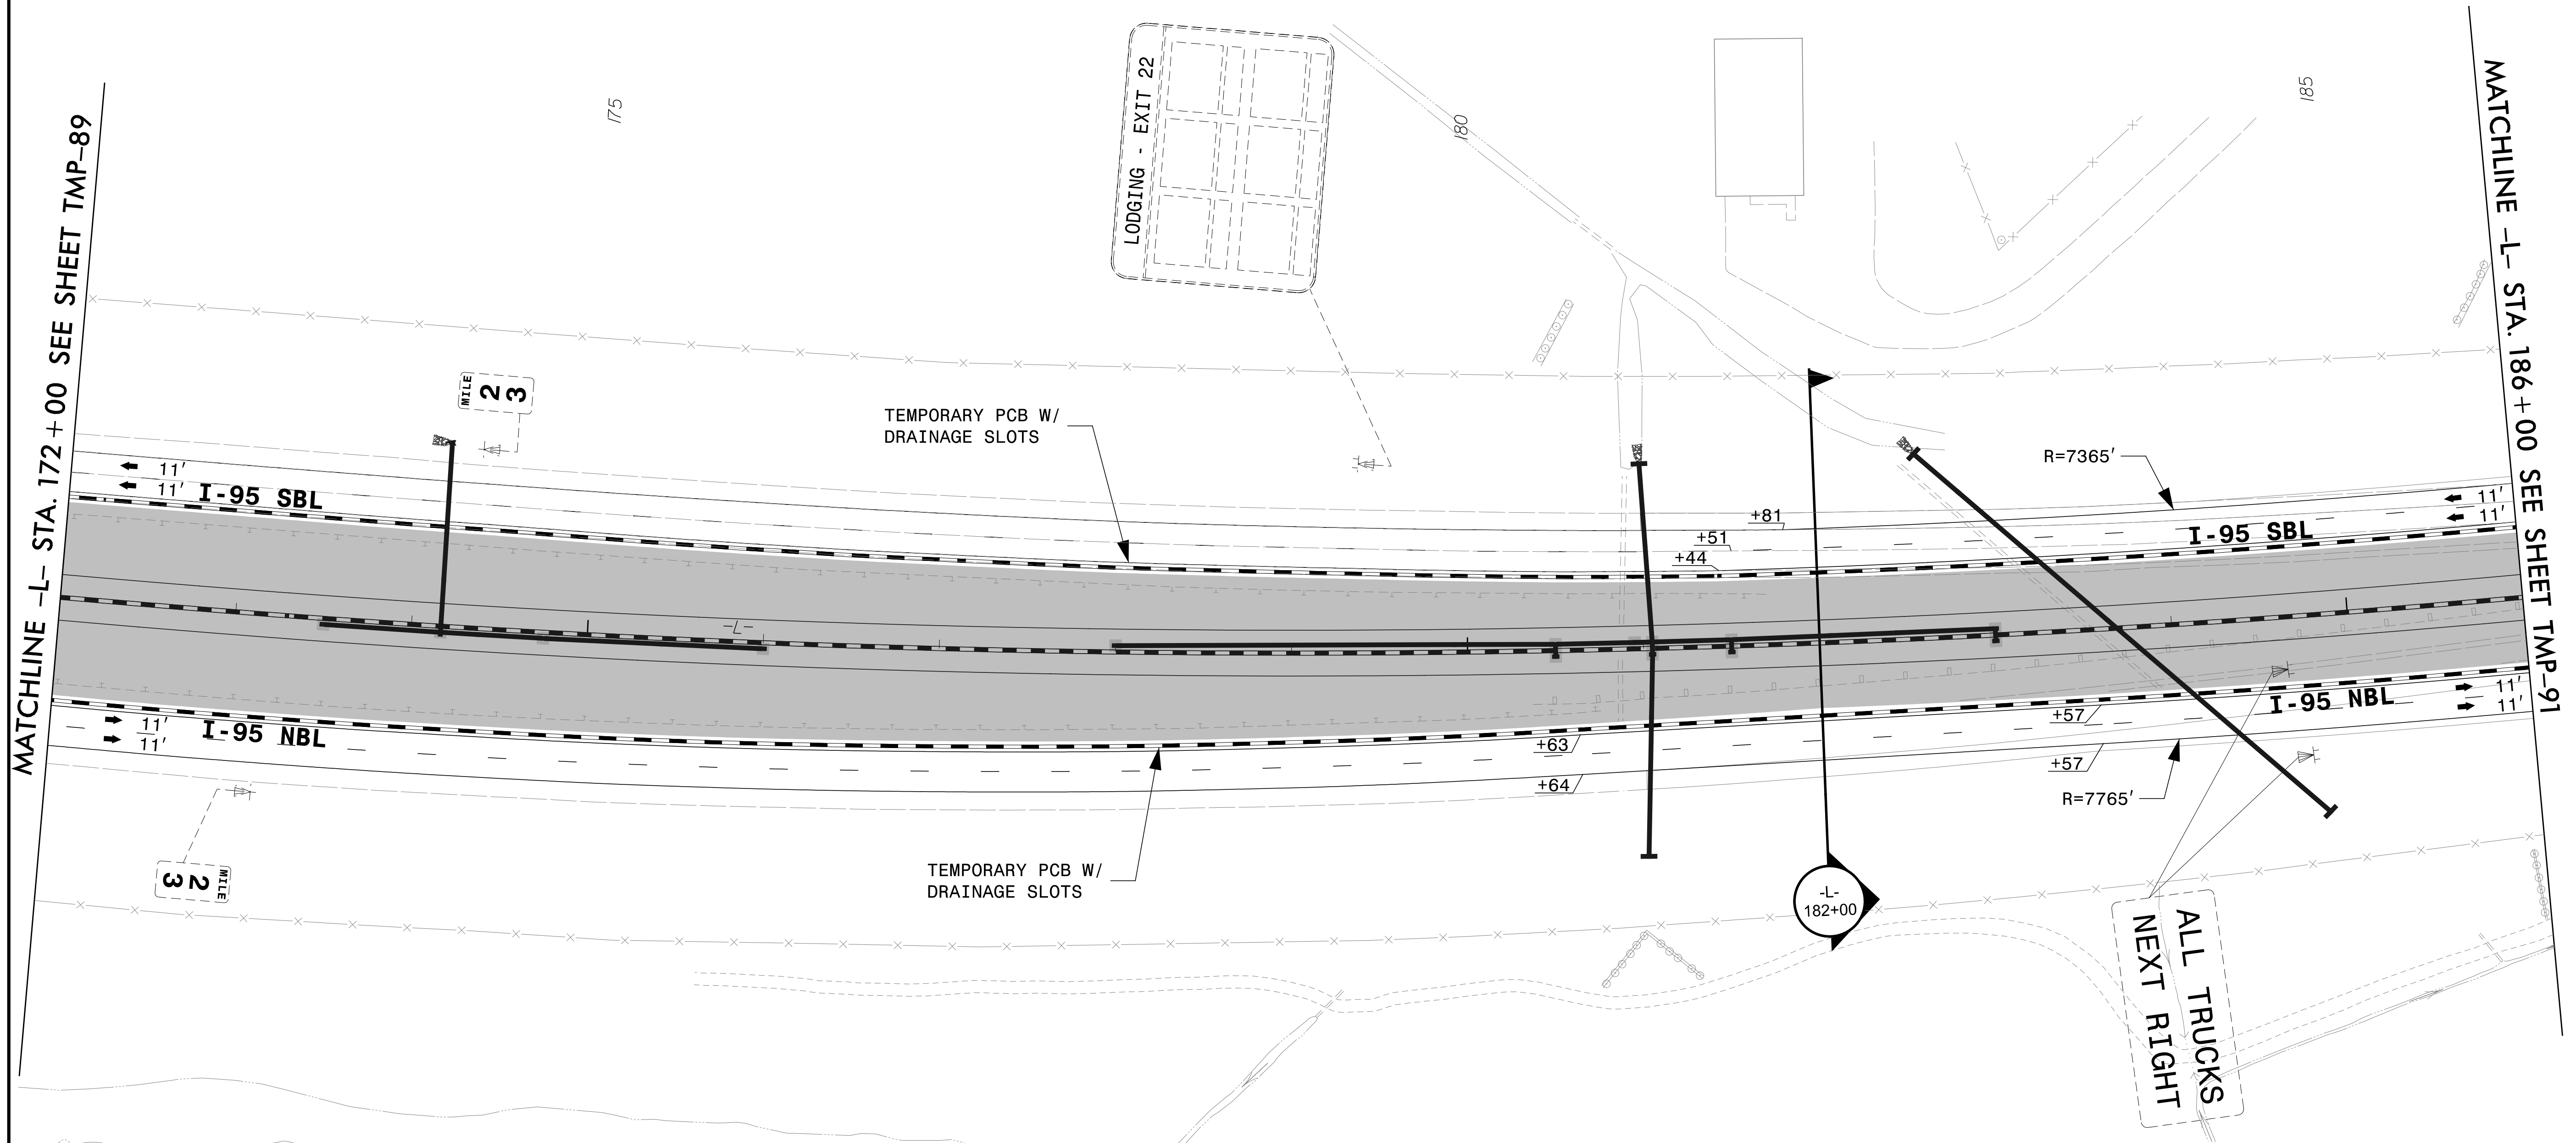 MATCHLINE -L- STA. 172+00 SEE SHEET TMP-89
175
LODGING - EXIT 22
180
185
MATCHLINE -L- STA. 186+00 SEE SHEET TMP-91
MILE
2
3
TEMPORARY PCB W/
DRAINAGE SLOTS
R=7365'
11'
11'
I-95 SBL
+81
+51
+44
11'
11'
I-95 SBL
-L-
11'
11'
I-95 NBL
+63
+64
+57
+57
R=7765'
11'
11'
I-95 NBL
MILE
2
3
TEMPORARY PCB W/
DRAINAGE SLOTS
-L-
182+00
ALL TRUCKS
NEXT RIGHT